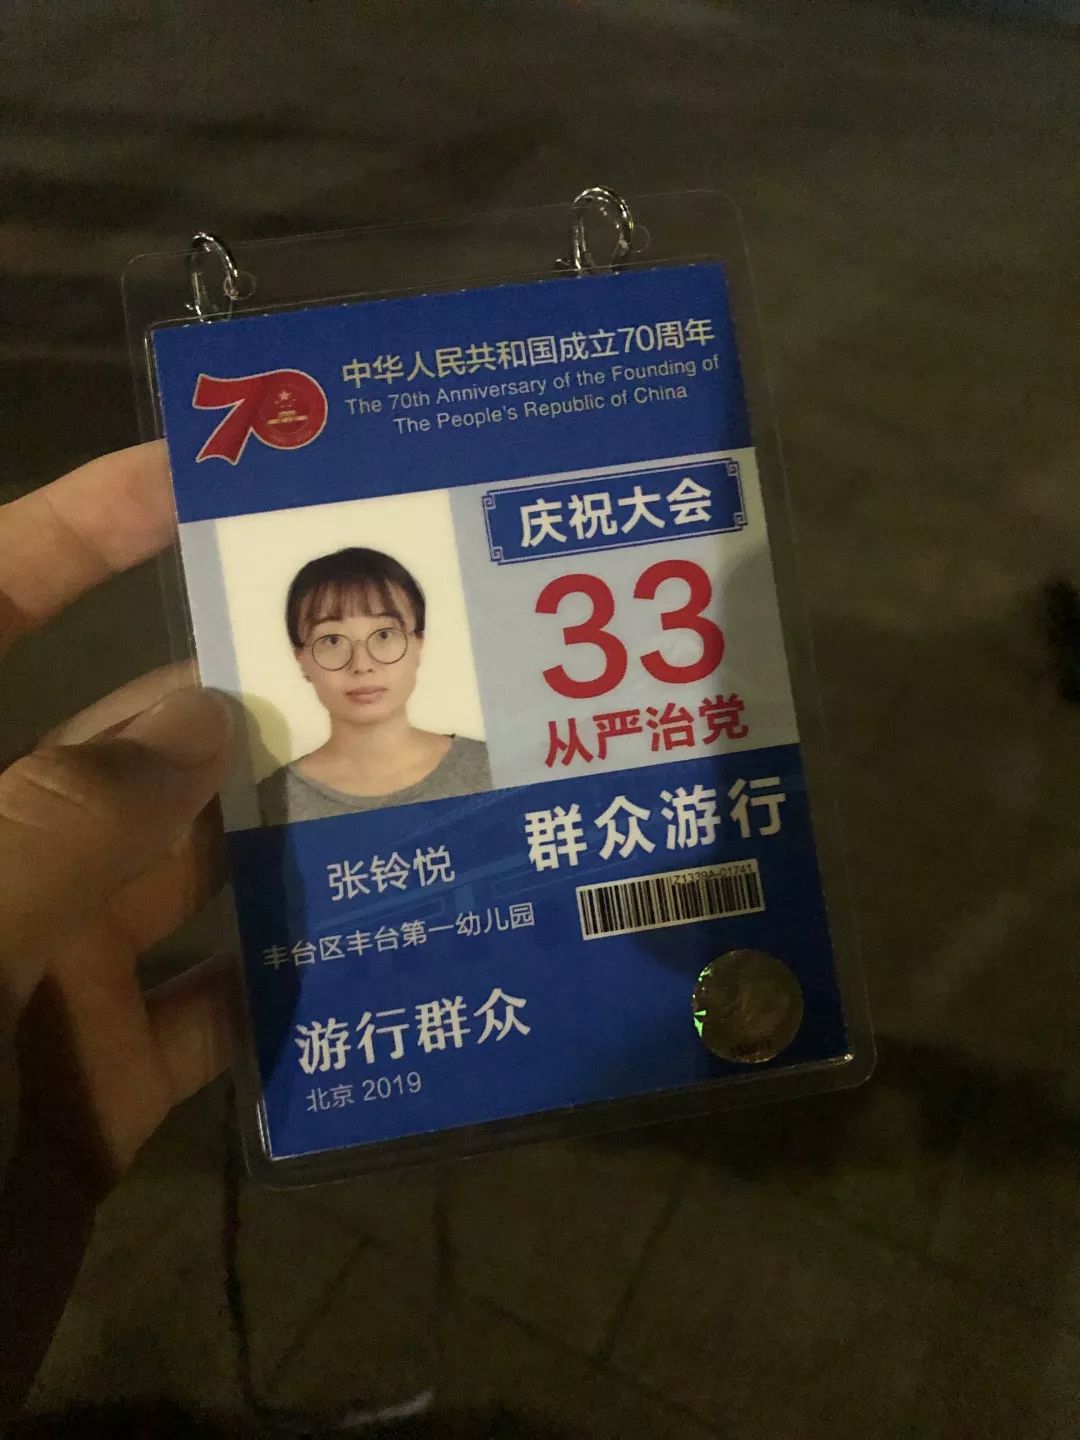 中华人民共和国成立70周年
The 70th Anniversary of the Founding of
The People's Republic of China
70
庆祝大会
33
从严治党
群众游行
张铃悦
Z1339A-01741
丰台区丰台第一幼儿园
游行群众
北京 2019